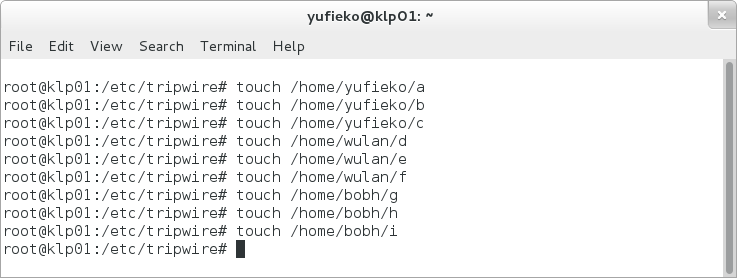 yufieko@klp01: ~
File Edit View Search Terminal Help
root@klp01:/etc/tripwire# touch /home/yufieko/a
root@klp01:/etc/tripwire# touch /home/yufieko/b
root@klp01:/etc/tripwire# touch /home/yufieko/c
root@klp01:/etc/tripwire# touch /home/wulan/d
root@klp01:/etc/tripwire# touch /home/wulan/e
root@klp01:/etc/tripwire# touch /home/wulan/f
root@klp01:/etc/tripwire# touch /home/bobh/g
root@klp01:/etc/tripwire# touch /home/bobh/h
root@klp01:/etc/tripwire# touch /home/bobh/i
root@klp01:/etc/tripwire#